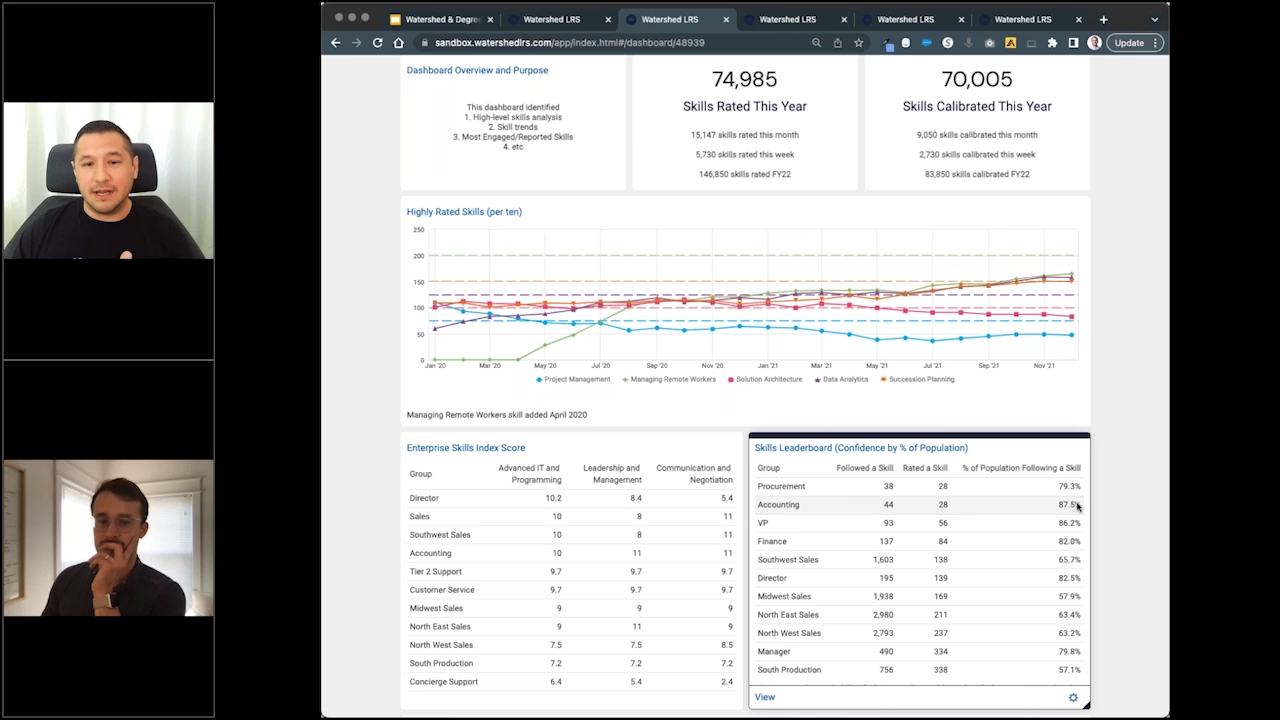 Watershed & Degre
Watershed LRS
Watershed LRS
Watershed LRS
Watershed LRS
Watershed LRS
sandbox.watershedlrs.com/app/index.html#/dashboard/48939
Update
Dashboard Overview and Purpose
This dashboard identified
1. High-level skills analysis
2. Skill trends
3. Most Engaged/Reported Skills
4. etc
74,985
Skills Rated This Year
15,147 skills rated this month
5,730 skills rated this week
146,850 skills rated FY22
70,005
Skills Calibrated This Year
9,050 skills calibrated this month
2,730 skills calibrated this week
83,850 skills calibrated FY22
Highly Rated Skills (per ten)
250
200
150
100
50
0
Jan '20 Mar '20 May '20 Jul '20 Sep '20 Nov '20 Jan '21 Mar '21 May '21 Jul '21 Sep '21 Nov '21
Project Management Managing Remote Workers Solution Architecture Data Analytics Succession Planning
Managing Remote Workers skill added April 2020
Enterprise Skills Index Score
Group Advanced IT and Programming Leadership and Management Communication and Negotiation
Director 10.2 8.4 5.4
Sales 10 8 11
Southwest Sales 10 8 11
Accounting 10 11 11
Tier 2 Support 9.7 9.7 9.7
Customer Service 9.7 9.7 9.7
Midwest Sales 9 9 9
North East Sales 9 11 9
North West Sales 7.5 7.5 8.5
South Production 7.2 7.2 7.2
Concierge Support 6.4 5.4 2.4
Skills Leaderboard (Confidence by % of Population)
Group Followed a Skill Rated a Skill % of Population Following a Skill
Procurement 38 28 79.3%
Accounting 44 28 87.5%
VP 93 56 86.2%
Finance 137 84 82.0%
Southwest Sales 1,603 138 65.7%
Director 195 139 82.5%
Midwest Sales 1,938 169 57.9%
North East Sales 2,980 211 63.4%
North West Sales 2,793 237 63.2%
Manager 490 334 79.8%
South Production 756 338 57.1%
View